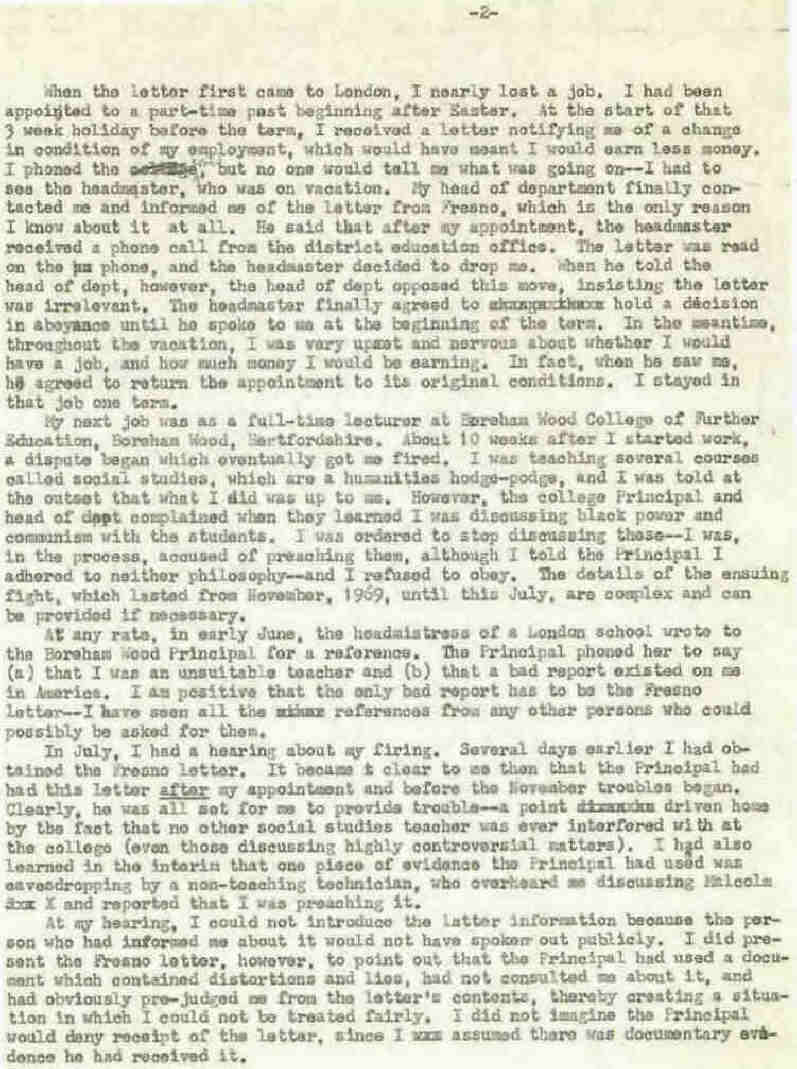 -2-
When the letter first came to London, I nearly lost a job. I had been
appointed to a part-time post beginning after Easter. At the start of that
3 week holiday before the term, I received a letter notifying me of a change
in condition of my employment, which would have meant I would earn less money.
I phoned the but no one would tell me what was going on--I had to
see the headmaster, who was on vacation. My head of department finally con-
tacted me and informed me of the letter from Fresno, which is the only reason
I know about it at all. He said that after my appointment, the headmaster
received a phone call from the district education office. The letter was read
on the phone, and the headmaster decided to drop me. When he told the
head of dept, however, the head of dept opposed this move, insisting the letter
was irrelevant. The headmaster finally agreed to hold a decision
in abeyance until he spoke to me at the beginning of the term. In the meantime,
throughout the vacation, I was very upset and nervous about whether I would
have a job, and how much money I would be earning. In fact, when he saw me,
he agreed to return the appointment to its original conditions. I stayed in
that job one term.
My next job was as a full-time lecturer at Boreham Wood College of Further
Education, Boreham Wood, Hertfordshire. About 10 weeks after I started work,
a dispute began which eventually got me fired. I was teaching several courses
called social studies, which are a humanities hodge-podge, and I was told at
the outset that what I did was up to me. However, the college Principal and
head of dept complained when they learned I was discussing black power and
communism with the students. I was ordered to stop discussing these--I was,
in the process, accused of preaching them, although I told the Principal I
adhered to neither philosophy--and I refused to obey. The details of the ensuing
fight, which lasted from November, 1969, until this July, are complex and can
be provided if necessary.
At any rate, in early June, the headmistress of a London school wrote to
the Boreham Wood Principal for a reference. The Principal phoned her to say
(a) that I was an unsuitable teacher and (b) that a bad report existed on me
in America. I am positive that the only bad report has to be the Fresno
letter--I have seen all the references from any other persons who could
possibly be asked for them.
In July, I had a hearing about my firing. Several days earlier I had ob-
tained the Fresno letter. It became t clear to me then that the Principal had
had this letter after my appointment and before the November troubles began.
Clearly, he was all set for me to provide trouble--a point driven home
by the fact that no other social studies teacher was ever interfered with at
the college (even those discussing highly controversial matters). I had also
learned in the interim that one piece of evidence the Principal had used was
eavesdropping by a non-teaching technician, who overheard me discussing Malcolm
X and reported that I was preaching it.
At my hearing, I could not introduce the latter information because the per-
son who had informed me about it would not have spoken out publicly. I did pre-
sent the Fresno letter, however, to point out that the Principal had used a docu-
ment which contained distortions and lies, had not consulted me about it, and
had obviously pre-judged me from the letter's contents, thereby creating a situa-
tion in which I could not be treated fairly. I did not imagine the Principal
would deny receipt of the letter, since I assumed there was documentary evi-
dence he had received it.